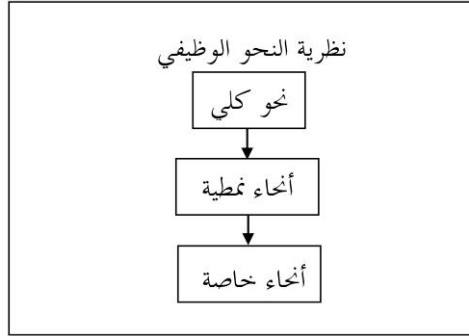 نظرية النحو الوظيفي
نحو كلي
أنحاء نمطية
أنحاء خاصة